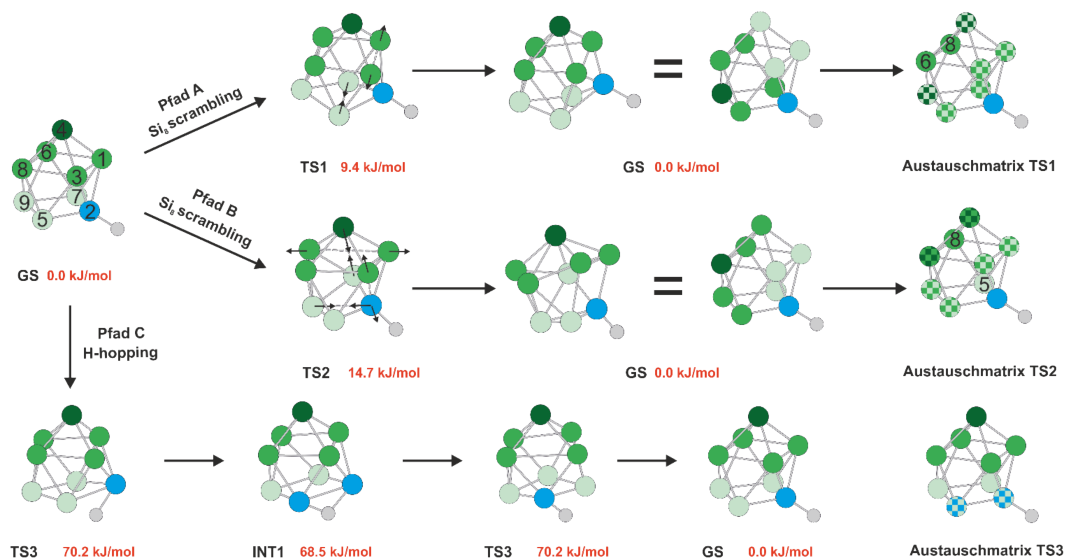 Pfad A
Si8 scrambling
TS1 9.4 kJ/mol
GS 0.0 kJ/mol
8
6
Austauschmatrix TS1
4
6
1
8
3
7
9
5
2
GS 0.0 kJ/mol
Pfad B
Si8 scrambling
TS2 14.7 kJ/mol
GS 0.0 kJ/mol
8
5
Austauschmatrix TS2
Pfad C
H-hopping
TS3 70.2 kJ/mol
INT1 68.5 kJ/mol
TS3 70.2 kJ/mol
GS 0.0 kJ/mol
Austauschmatrix TS3